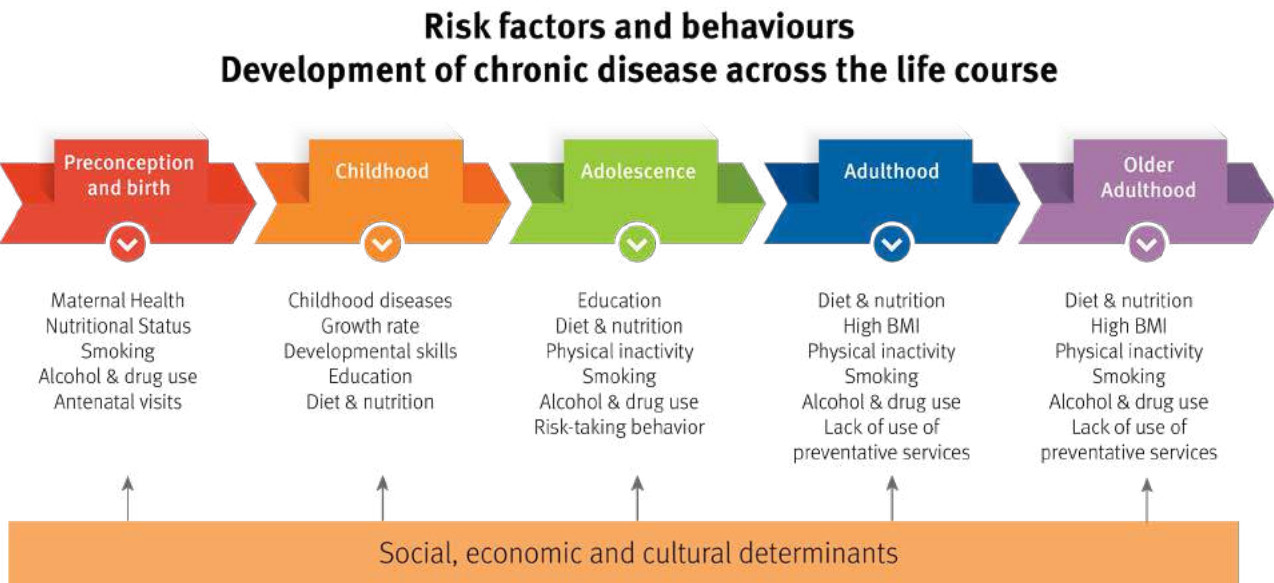 Risk factors and behaviours
Development of chronic disease across the life course
Preconception
and birth
Childhood
Adolescence
Adulthood
Older
Adulthood
Maternal Health
Nutritional Status
Smoking
Alcohol & drug use
Antenatal visits
Childhood diseases
Growth rate
Developmental skills
Education
Diet & nutrition
Education
Diet & nutrition
Physical inactivity
Smoking
Alcohol & drug use
Risk-taking behavior
Diet & nutrition
High BMI
Physical inactivity
Smoking
Alcohol & drug use
Lack of use of
preventative services
Diet & nutrition
High BMI
Physical inactivity
Smoking
Alcohol & drug use
Lack of use of
preventative services
Social, economic and cultural determinants